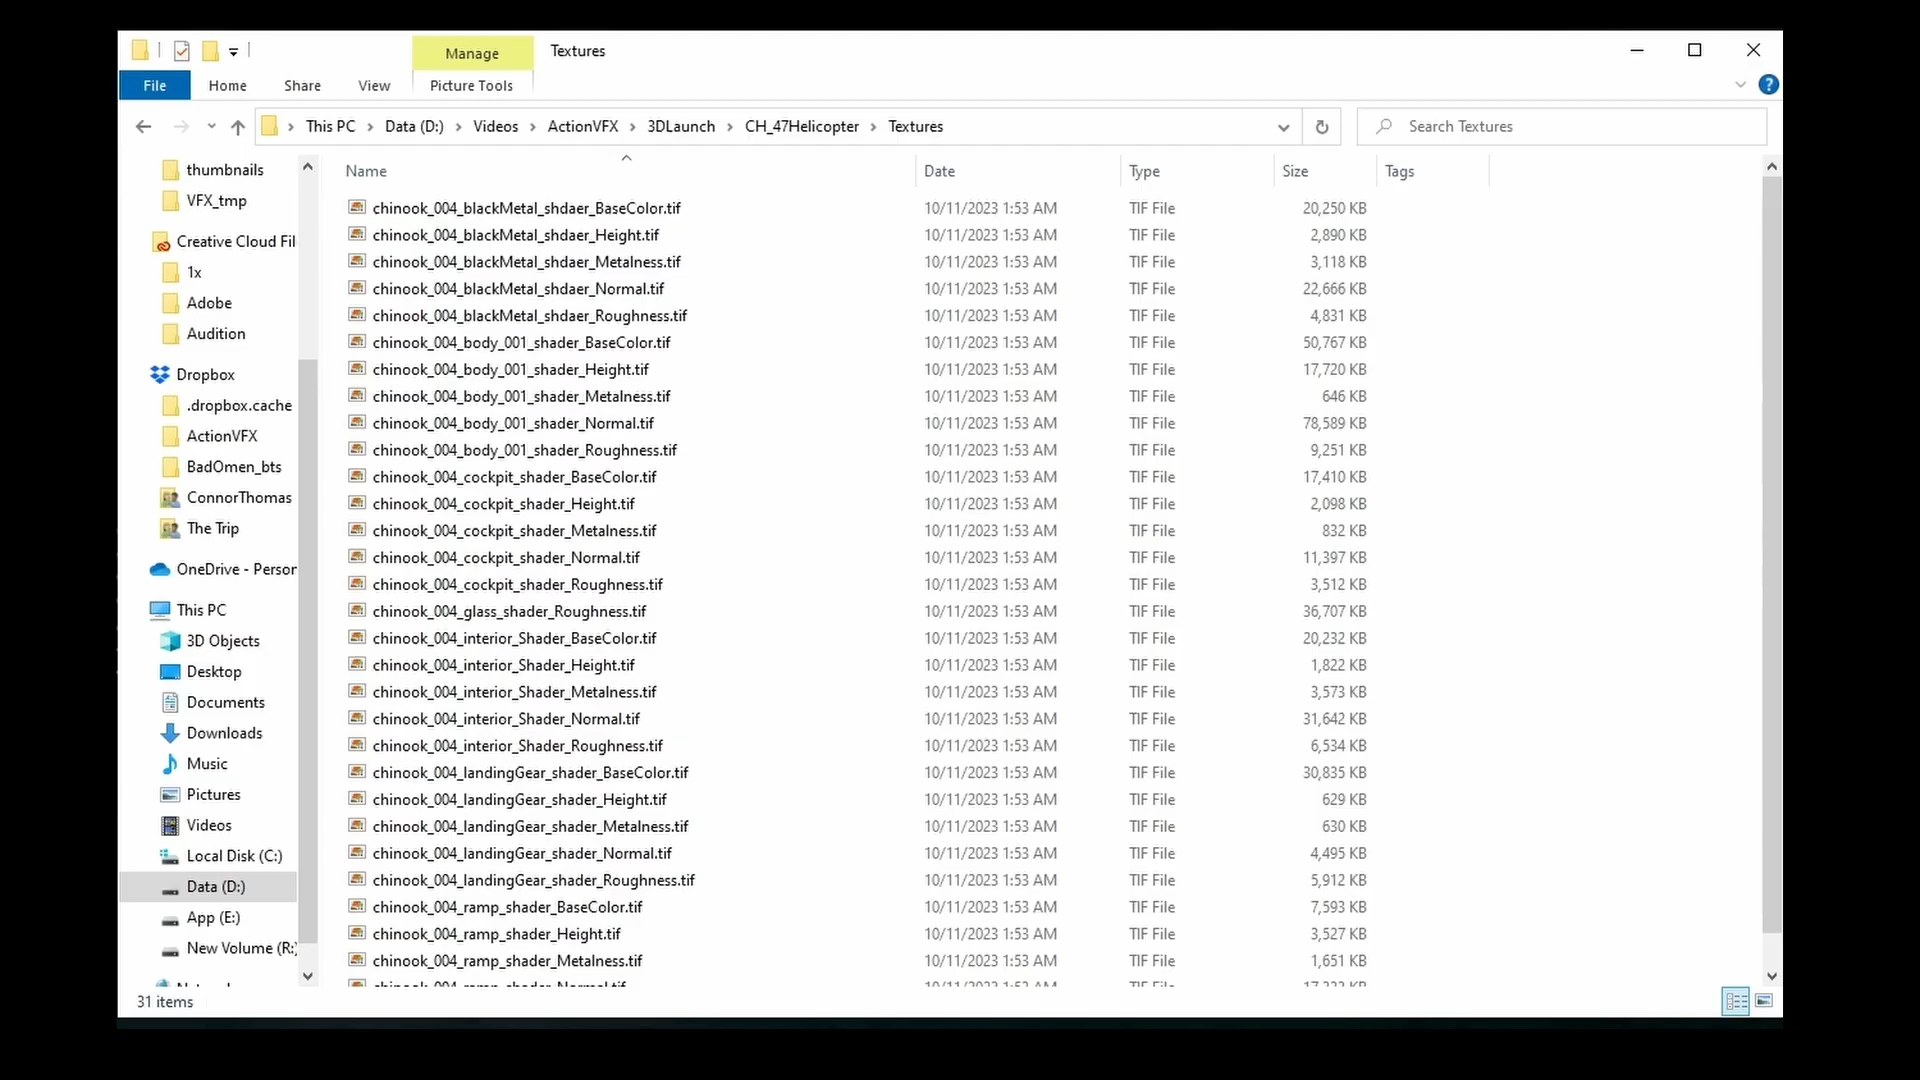 Manage
Textures
File
Home
Share
View
Picture Tools
This PC > Data (D:) > Videos > ActionVFX > 3DLaunch > CH_47Helicopter > Textures
Search Textures
thumbnails
VFX_tmp
Creative Cloud Fil
1x
Adobe
Audition
Dropbox
.dropbox.cache
ActionVFX
BadOmen_bts
ConnorThomas
The Trip
OneDrive - Person
This PC
3D Objects
Desktop
Documents
Downloads
Music
Pictures
Videos
Local Disk (C:)
Data (D:)
App (E:)
New Volume (R:)
Name Date Type Size Tags
chinook_004_blackMetal_shdaer_BaseColor.tif 10/11/2023 1:53 AM TIF File 20,250 KB
chinook_004_blackMetal_shdaer_Height.tif 10/11/2023 1:53 AM TIF File 2,890 KB
chinook_004_blackMetal_shdaer_Metalness.tif 10/11/2023 1:53 AM TIF File 3,118 KB
chinook_004_blackMetal_shdaer_Normal.tif 10/11/2023 1:53 AM TIF File 22,666 KB
chinook_004_blackMetal_shdaer_Roughness.tif 10/11/2023 1:53 AM TIF File 4,831 KB
chinook_004_body_001_shader_BaseColor.tif 10/11/2023 1:53 AM TIF File 50,767 KB
chinook_004_body_001_shader_Height.tif 10/11/2023 1:53 AM TIF File 17,720 KB
chinook_004_body_001_shader_Metalness.tif 10/11/2023 1:53 AM TIF File 646 KB
chinook_004_body_001_shader_Normal.tif 10/11/2023 1:53 AM TIF File 78,589 KB
chinook_004_body_001_shader_Roughness.tif 10/11/2023 1:53 AM TIF File 9,251 KB
chinook_004_cockpit_shader_BaseColor.tif 10/11/2023 1:53 AM TIF File 17,410 KB
chinook_004_cockpit_shader_Height.tif 10/11/2023 1:53 AM TIF File 2,098 KB
chinook_004_cockpit_shader_Metalness.tif 10/11/2023 1:53 AM TIF File 832 KB
chinook_004_cockpit_shader_Normal.tif 10/11/2023 1:53 AM TIF File 11,397 KB
chinook_004_cockpit_shader_Roughness.tif 10/11/2023 1:53 AM TIF File 3,512 KB
chinook_004_glass_shader_Roughness.tif 10/11/2023 1:53 AM TIF File 36,707 KB
chinook_004_interior_Shader_BaseColor.tif 10/11/2023 1:53 AM TIF File 20,232 KB
chinook_004_interior_Shader_Height.tif 10/11/2023 1:53 AM TIF File 1,822 KB
chinook_004_interior_Shader_Metalness.tif 10/11/2023 1:53 AM TIF File 3,573 KB
chinook_004_interior_Shader_Normal.tif 10/11/2023 1:53 AM TIF File 31,642 KB
chinook_004_interior_Shader_Roughness.tif 10/11/2023 1:53 AM TIF File 6,534 KB
chinook_004_landingGear_shader_BaseColor.tif 10/11/2023 1:53 AM TIF File 30,835 KB
chinook_004_landingGear_shader_Height.tif 10/11/2023 1:53 AM TIF File 629 KB
chinook_004_landingGear_shader_Metalness.tif 10/11/2023 1:53 AM TIF File 630 KB
chinook_004_landingGear_shader_Normal.tif 10/11/2023 1:53 AM TIF File 4,495 KB
chinook_004_landingGear_shader_Roughness.tif 10/11/2023 1:53 AM TIF File 5,912 KB
chinook_004_ramp_shader_BaseColor.tif 10/11/2023 1:53 AM TIF File 7,593 KB
chinook_004_ramp_shader_Height.tif 10/11/2023 1:53 AM TIF File 3,527 KB
chinook_004_ramp_shader_Metalness.tif 10/11/2023 1:53 AM TIF File 1,651 KB
31 items